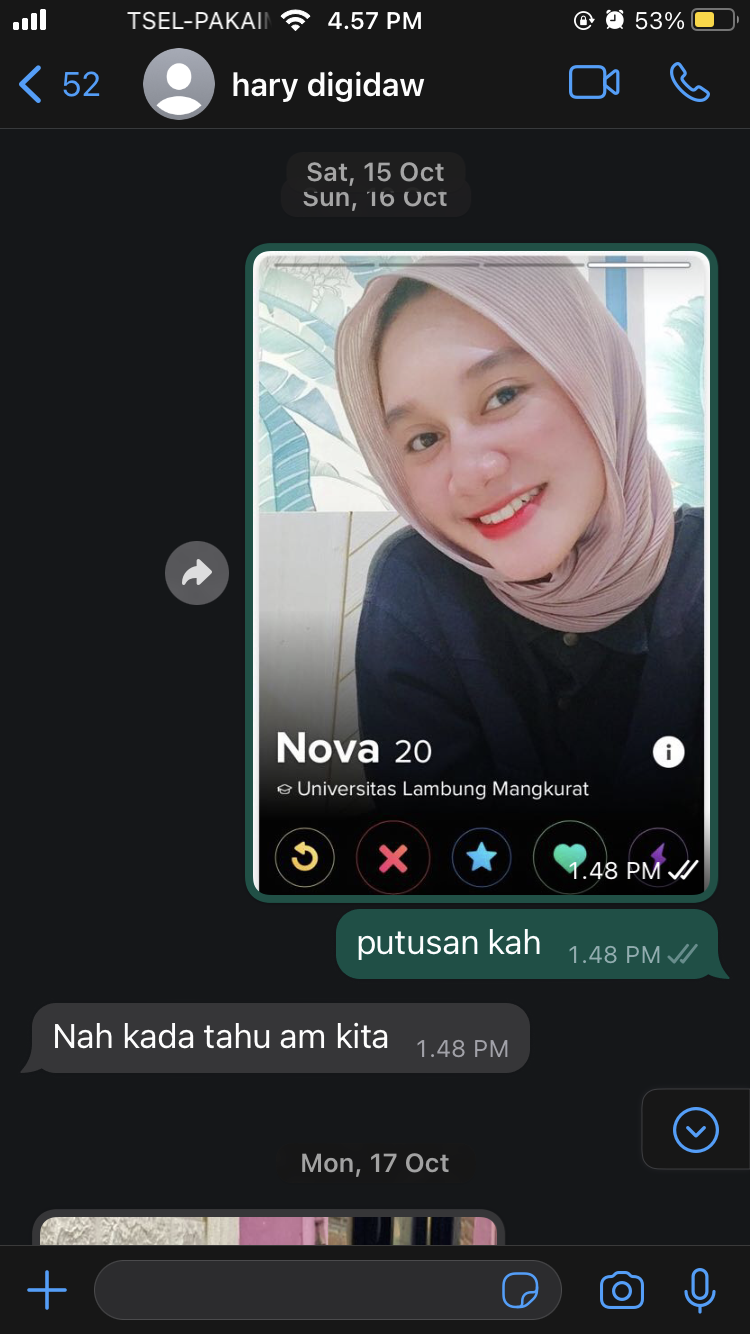 TSEL-PAKAI
4.57 PM
53%
52
hary digidaw
Sat, 15 Oct
Sun, 16 Oct
Nova 20
Universitas Lambung Mangkurat
1.48 PM
putusan kah 1.48 PM
Nah kada tahu am kita 1.48 PM
Mon, 17 Oct